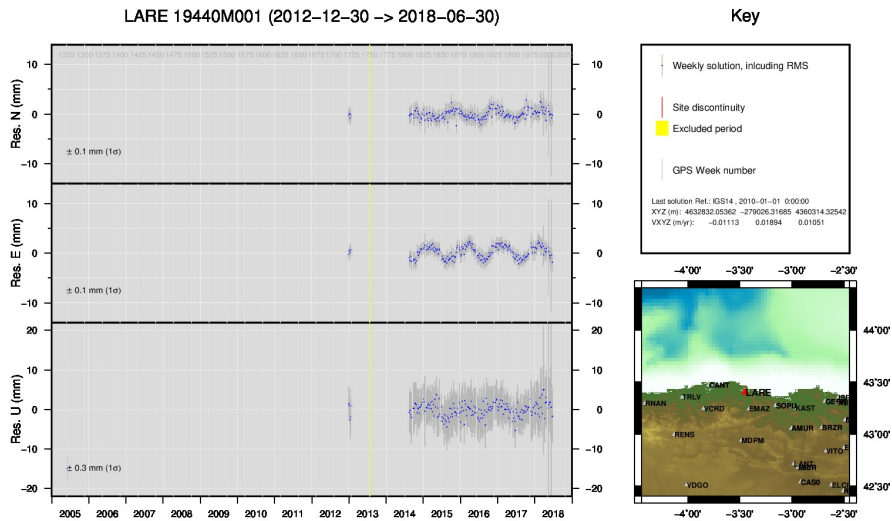 LARE 19440M001 (2012−12−30 −> 2018−06−30)
Key
Res. N (mm)
10
0
−10
± 0.1 mm (1σ)
10
0
−10
Res. E (mm)
10
0
−10
± 0.1 mm (1σ)
10
0
−10
Res. U (mm)
20
10
0
−10
−20
± 0.3 mm (1σ)
20
10
0
−10
−20
2005 2006 2007 2008 2009 2010 2011 2012 2013 2014 2015 2016 2017 2018
Weekly solution, inlcuding RMS
Site discontinuity
Excluded period
GPS Week number
Last solution Ref.: IGS14 , 2010−01−01 0:00:00
XYZ (m): 4632832.05362 −279026.31685 4360314.32542
VXYZ (m/yr): −0.01113 0.01894 0.01051
−4˚00' −3˚30' −3˚00' −2˚30'
44˚00'
43˚30'
43˚00'
42˚30'
CANT
LARE
RNAN
TRLV
VCRD
EMAZ
SOPU
KAST
RENS
MDPM
AMUR
BRZR
VITO
VDGO
CAS0
−4˚00' −3˚30' −3˚00' −2˚30'